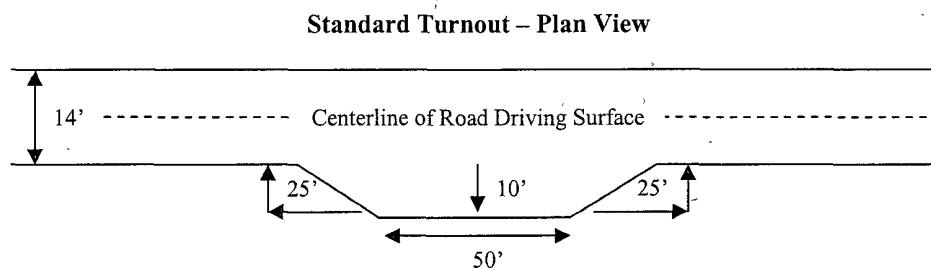 Standard Turnout – Plan View
14'
Centerline of Road Driving Surface
25'
10'
25'
50'